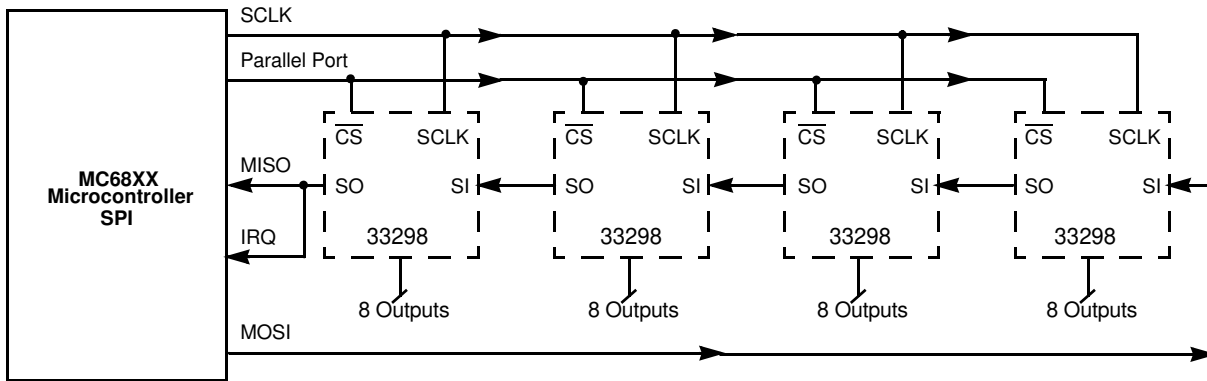 SCLK
Parallel Port
CS SCLK
CS SCLK
CS SCLK
CS SCLK
MISO
MC68XX
Microcontroller
SPI
SO SI
SO SI
SO SI
SO SI
IRQ
33298
33298
33298
33298
8 Outputs
8 Outputs
8 Outputs
8 Outputs
MOSI